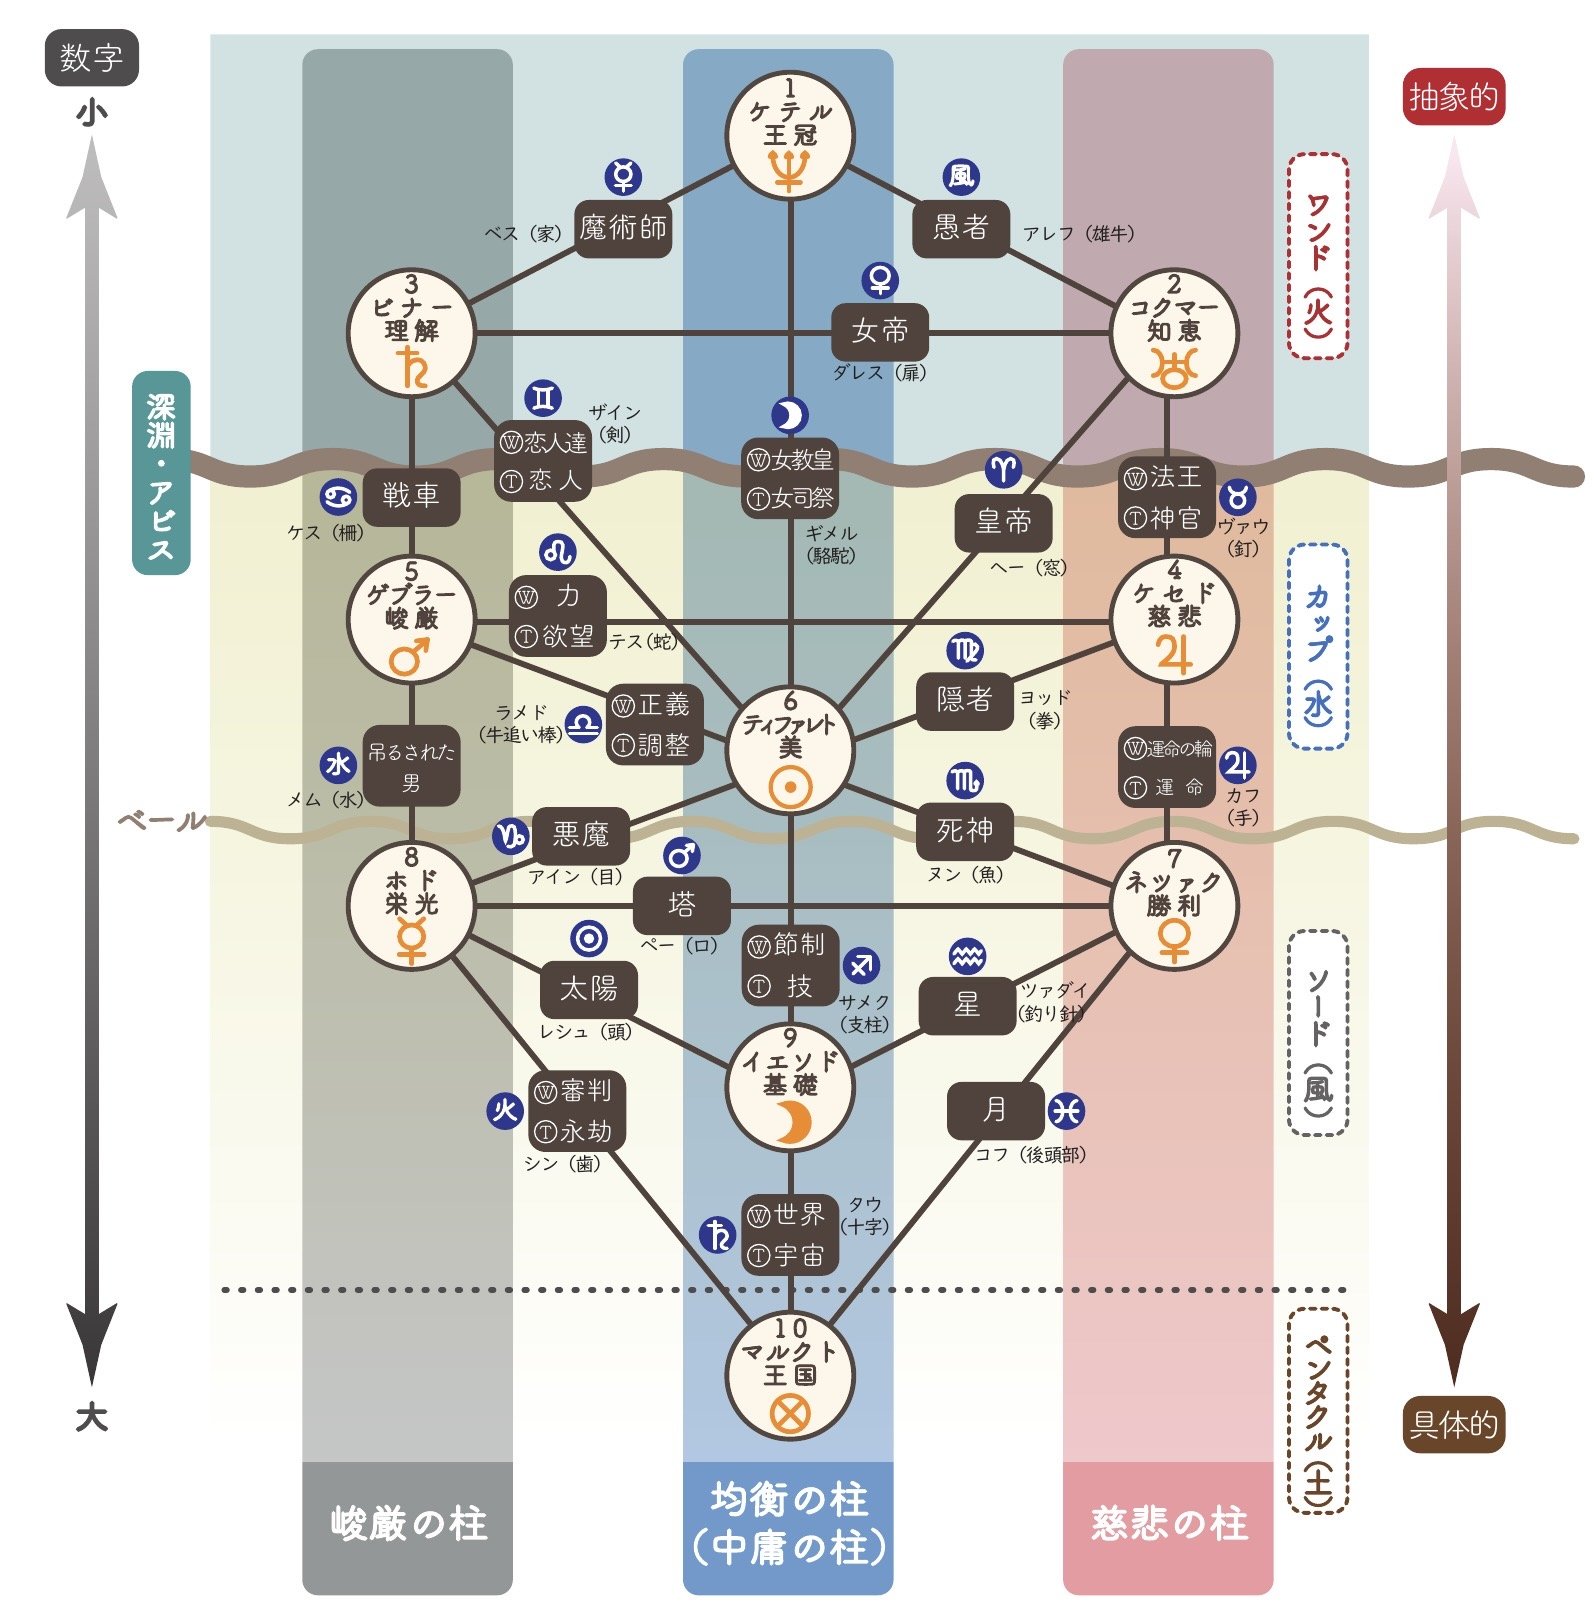 数字
小
抽象的
1
ケテル
王冠
魔術師
ベス（家）
風
愚者
アレフ（雄牛）
ワンド（火）
3
ビナー
理解
女帝
ダレス（扉）
2
コクマー
知恵
深淵・アビス
Ⓦ恋人達
Ⓣ恋人
ザイン
（剣）
Ⓦ女教皇
Ⓣ女司祭
ギメル
（駱駝）
皇帝
ヘー（窓）
Ⓦ法王
Ⓣ神官
ヴァウ
（釘）
戦車
ケス（柵）
5
ゲブラー
峻厳
Ⓦ 力
Ⓣ欲望
テス（蛇）
4
ケセド
慈悲
カップ（水）
ラメド
（牛追い棒）
Ⓦ正義
Ⓣ調整
6
ティファレト
美
隠者
ヨッド
（拳）
水
吊るされた
男
メム（水）
Ⓦ運命の輪
Ⓣ運命
カフ
（手）
ベール
悪魔
アイン（目）
死神
ヌン（魚）
8
ホド
栄光
塔
ペー（口）
7
ネツァク
勝利
太陽
レシュ（頭）
Ⓦ節制
Ⓣ 技
サメク
（支柱）
星
ツァダイ
（釣り針）
ソード（風）
9
イエソド
基礎
火
Ⓦ審判
Ⓣ永劫
シン（歯）
月
コフ（後頭部）
Ⓦ世界
Ⓣ宇宙
タウ
（十字）
10
マルクト
王国
ペンタクル（土）
大
具体的
峻厳の柱
均衡の柱
（中庸の柱）
慈悲の柱